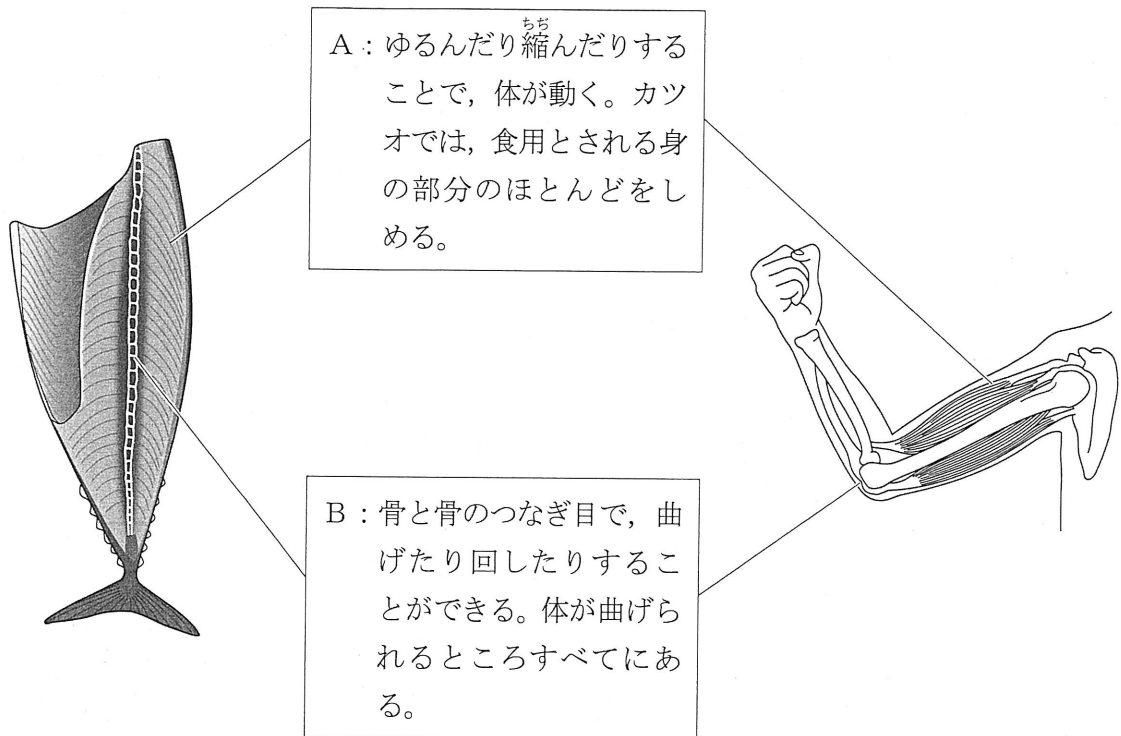 A：ゆるんだり縮んだりする
ちぢ
ことで，体が動く。カツ
オでは，食用とされる身
の部分のほとんどをし
める。
B：骨と骨のつなぎ目で，曲
げたり回したりするこ
とができる。体が曲げら
れるところすべてにあ
る。